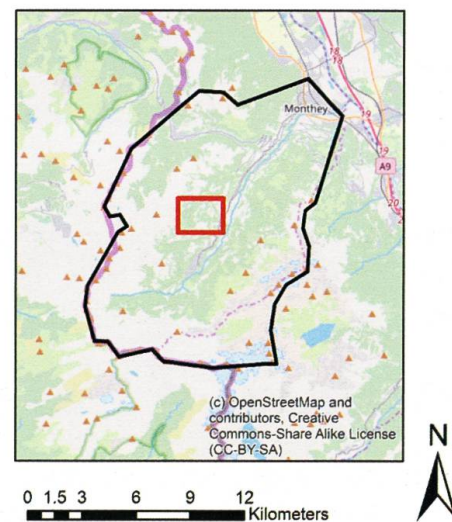 18
18
Monthey
19
19
A9
20
(c) OpenStreetMap and
contributors, Creative
Commons-Share Alike License
(CC-BY-SA)
N
0 1.5 3 6 9 12
Kilometers